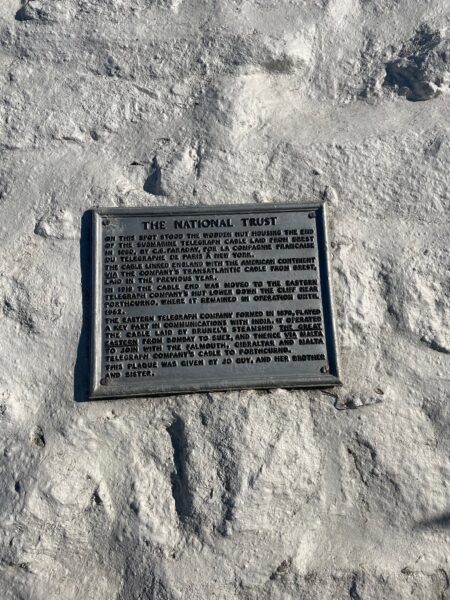 THE NATIONAL TRUST
ON THIS SPOT STOOD THE WOODEN HUT HOUSING THE END
OF THE SUBMARINE TELEGRAPH CABLE LAID FROM BREST
IN 1880, BY C.S. FARADAY, FOR LA COMPAGNIE FRANCAISE
DU TELEGRAPHE DE PARIS À NEW YORK.
THE CABLE LINKED ENGLAND WITH THE AMERICAN CONTINENT
VIA THE COMPANY'S TRANSATLANTIC CABLE FROM BREST,
LAID IN THE PREVIOUS YEAR.
IN 1919 THE CABLE END WAS MOVED TO THE EASTERN
TELEGRAPH COMPANY'S HUT LOWER DOWN THE CLIFF NEAR
PORTHCURNO, WHERE IT REMAINED IN OPERATION UNTIL
1962.
THE EASTERN TELEGRAPH COMPANY FORMED IN 1870, PLAYED
A KEY PART IN COMMUNICATIONS WITH INDIA. IT OPERATED
THE CABLE LAID BY BRUNEL'S STEAMSHIP THE GREAT
EASTERN FROM BOMBAY TO SUEZ, AND THENCE VIA MALTA
TO JOIN WITH THE FALMOUTH, GIBRALTAR AND MALTA
TELEGRAPH COMPANY'S CABLE TO PORTHCURNO.
THIS PLAQUE WAS GIVEN BY JO GUY, AND HER BROTHER
AND SISTER.